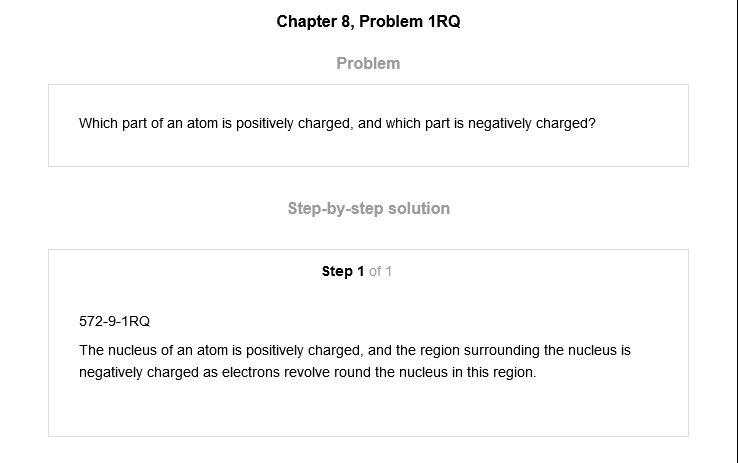 Chapter 8, Problem 1RQ
Problem
Which part of an atom is positively charged, and which part is negatively charged?
Step-by-step solution
Step 1 of 1
572-9-1RQ
The nucleus of an atom is positively charged, and the region surrounding the nucleus is
negatively charged as electrons revolve round the nucleus in this region.